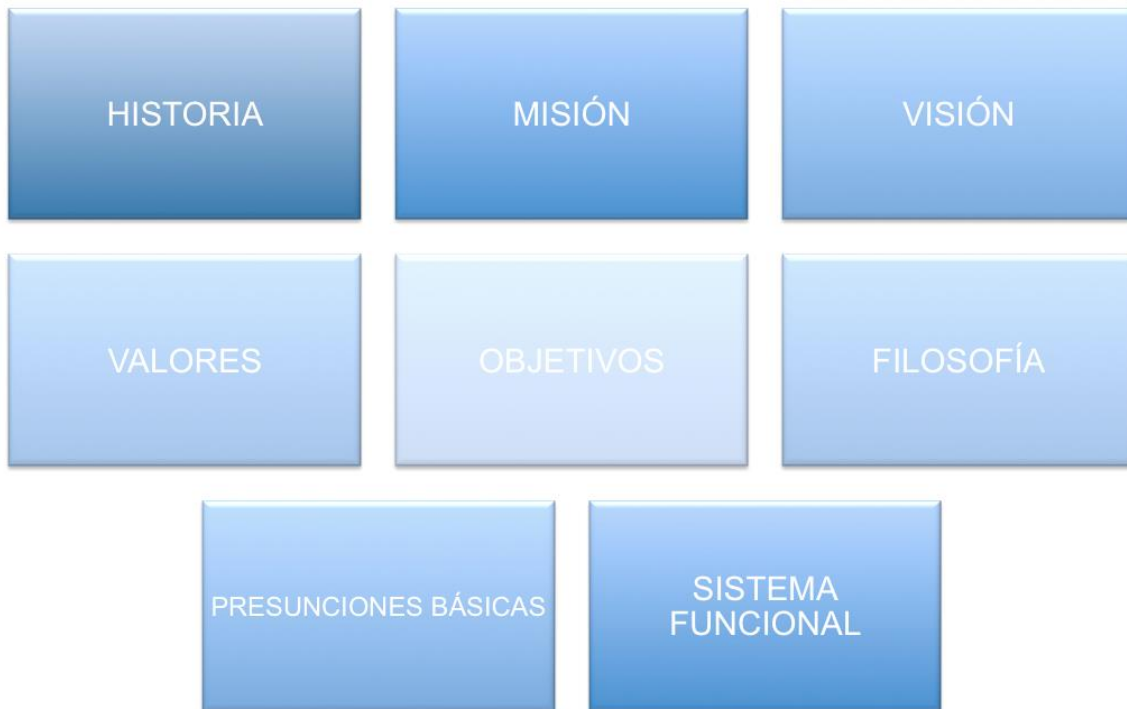 HISTORIA
MISIÓN
VISIÓN
VALORES
OBJETIVOS
FILOSOFÍA
PRESUNCIONES BÁSICAS
SISTEMA
FUNCIONAL